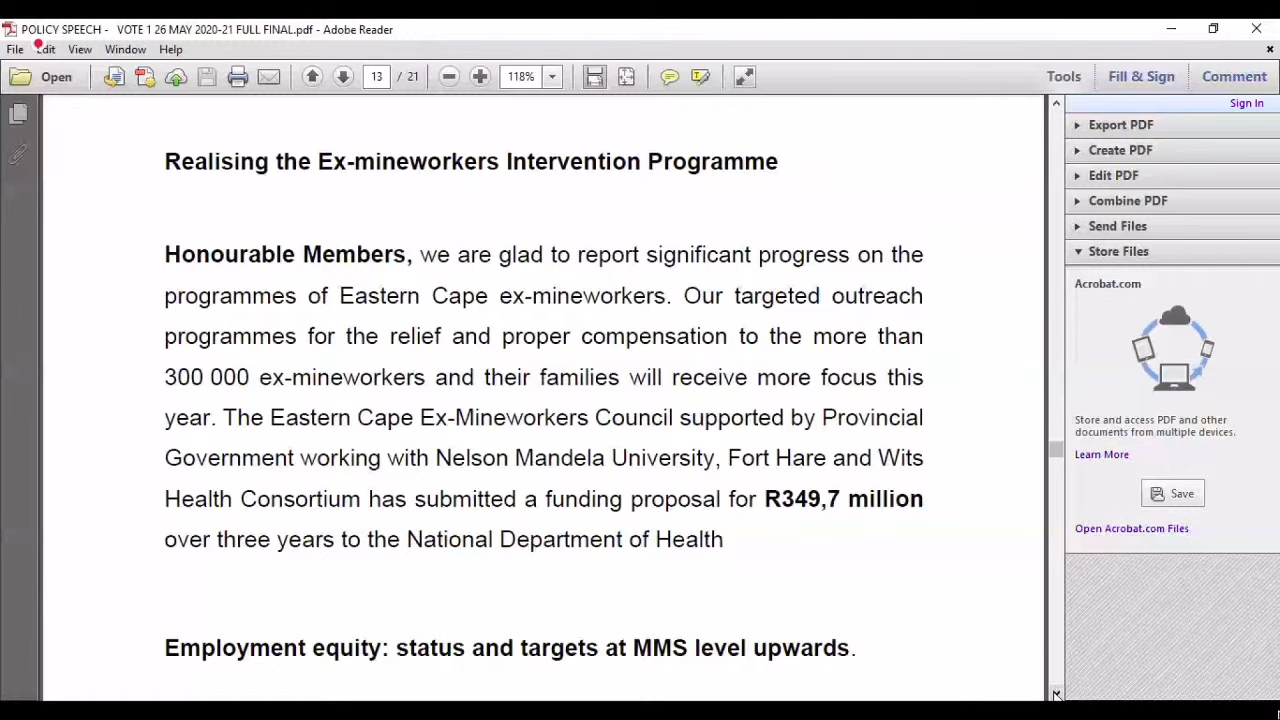 POLICY SPEECH - VOTE 1 26 MAY 2020-21 FULL FINAL.pdf - Adobe Reader
File Edit View Window Help
Open 13 / 21 118% Tools Fill & Sign Comment
Sign In
Export PDF
Create PDF
Edit PDF
Combine PDF
Send Files
Store Files
Acrobat.com
Store and access PDF and other
documents from multiple devices.
Learn More
Save
Open Acrobat.com Files
Realising the Ex-mineworkers Intervention Programme
Honourable Members, we are glad to report significant progress on the
programmes of Eastern Cape ex-mineworkers. Our targeted outreach
programmes for the relief and proper compensation to the more than
300 000 ex-mineworkers and their families will receive more focus this
year. The Eastern Cape Ex-Mineworkers Council supported by Provincial
Government working with Nelson Mandela University, Fort Hare and Wits
Health Consortium has submitted a funding proposal for R349,7 million
over three years to the National Department of Health
Employment equity: status and targets at MMS level upwards.